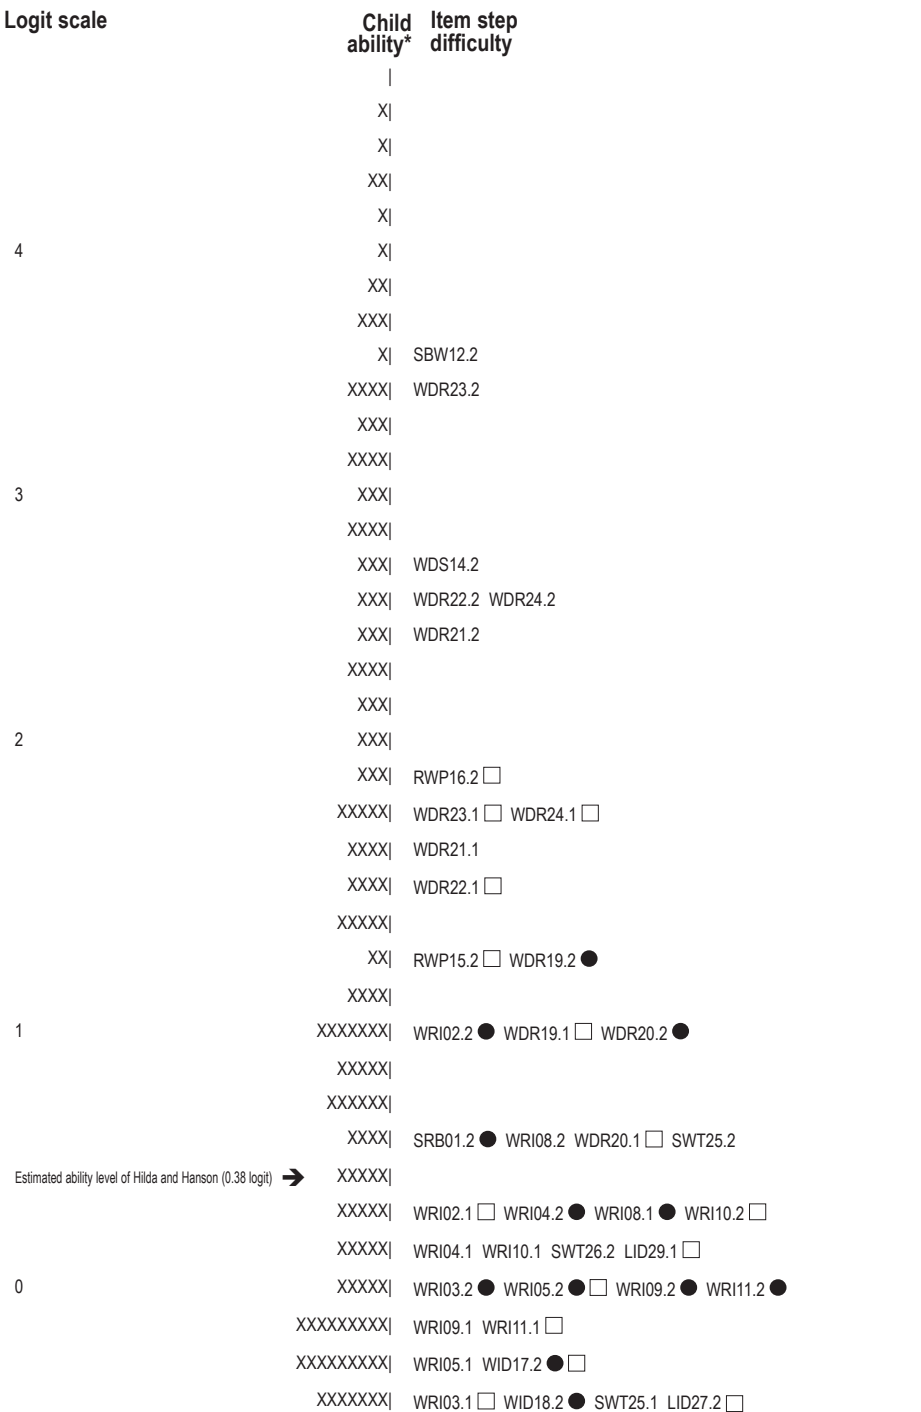 Logit scale Child ability* Item step difficulty
|
X|
X|
XX|
X|
4 X|
XX|
XXX|
X| SBW12.2
XXXX| WDR23.2
XXX|
XXXX|
3 XXX|
XXXX|
XXX| WDS14.2
XXX| WDR22.2 WDR24.2
XXX| WDR21.2
XXXX|
XXX|
2 XXX|
XXX| RWP16.2 □
XXXXX| WDR23.1 □ WDR24.1 □
XXXX| WDR21.1
XXXX| WDR22.1 □
XXXXX|
XX| RWP15.2 □ WDR19.2 ●
XXXX|
1 XXXXXXX| WRI02.2 ● WDR19.1 □ WDR20.2 ●
XXXXX|
XXXXXX|
XXXX| SRB01.2 ● WRI08.2 WDR20.1 □ SWT25.2
Estimated ability level of Hilda and Hanson (0.38 logit) ➔ XXXXX|
XXXXX| WRI02.1 □ WRI04.2 ● WRI08.1 ● WRI10.2 □
XXXXX| WRI04.1 WRI10.1 SWT26.2 LID29.1 □
0 XXXXX| WRI03.2 ● WRI05.2 ● □ WRI09.2 ● WRI11.2 ●
XXXXXXXXX| WRI09.1 WRI11.1 □
XXXXXXXXX| WRI05.1 WID17.2 ● □
XXXXXXX| WRI03.1 □ WID18.2 ● SWT25.1 LID27.2 □